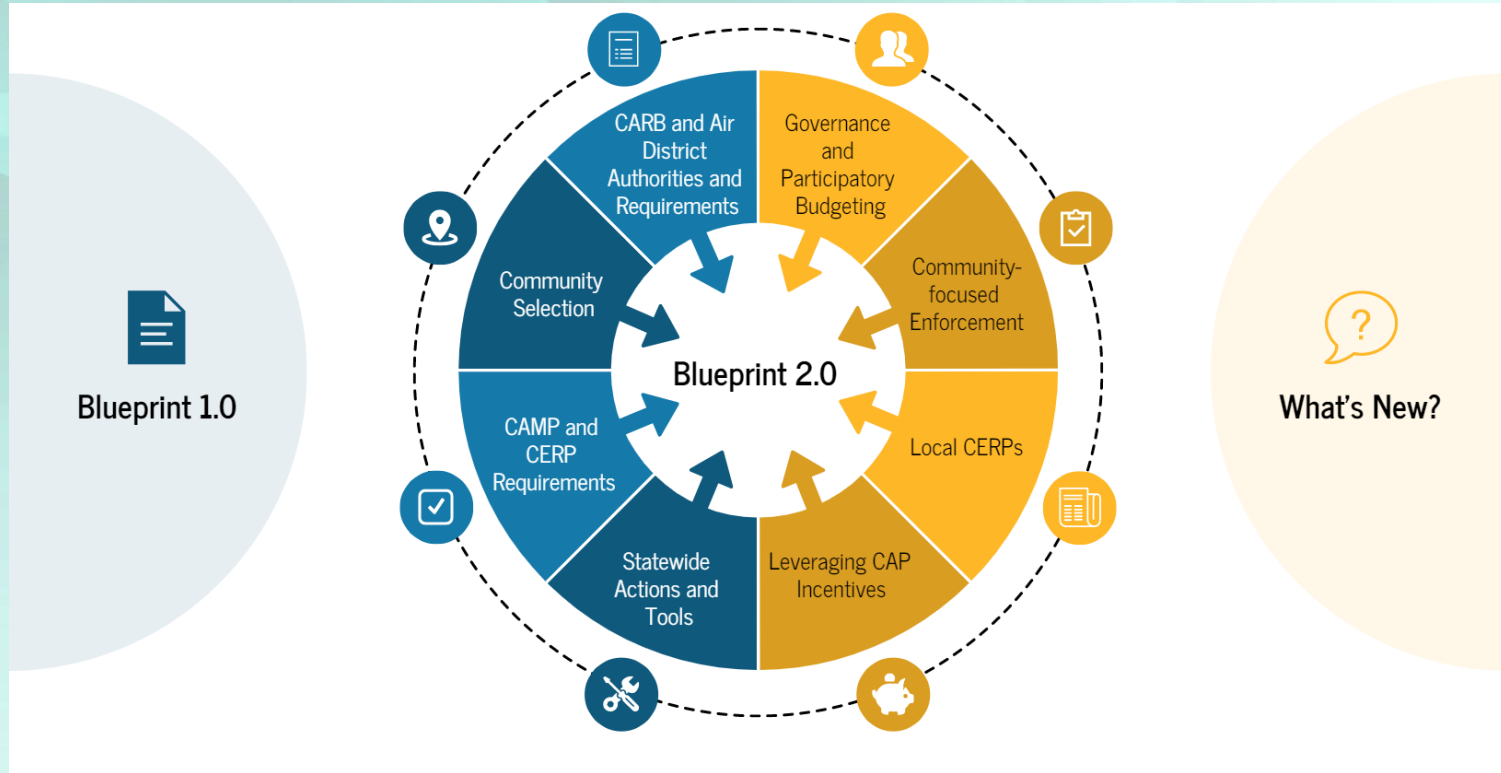 Blueprint 1.0
CARB and Air
District
Authorities and
Requirements
Community
Selection
CAMP and
CERP
Requirements
Statewide
Actions and
Tools
Blueprint 2.0
Governance
and
Participatory
Budgeting
Community-
focused
Enforcement
Local CERPs
Leveraging CAP
Incentives
?
What's New?